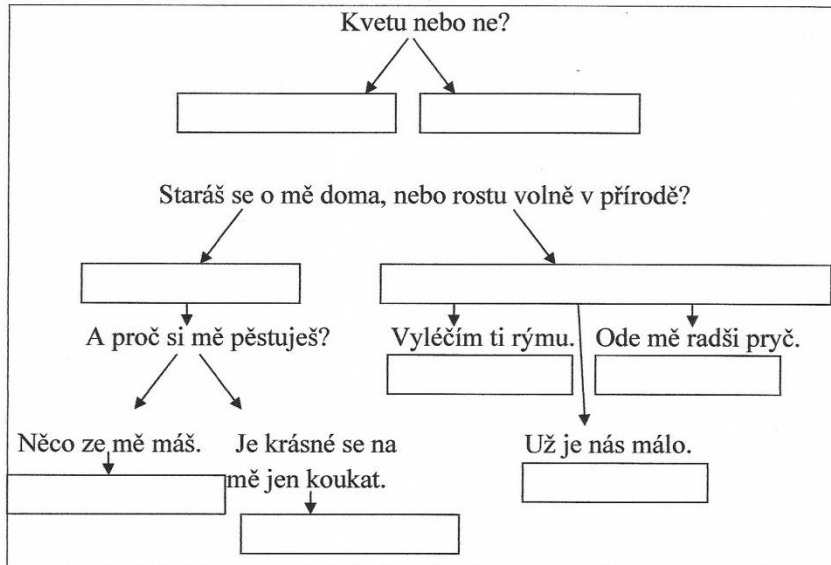 Kvetu nebo ne?
Staráš se o mě doma, nebo rostu volně v přírodě?
A proč si mě pěstuješ?
Vyléčím ti rýmu.
Ode mě radši pryč.
Něco ze mě máš.
Je krásné se na
mě jen koukat.
Už je nás málo.